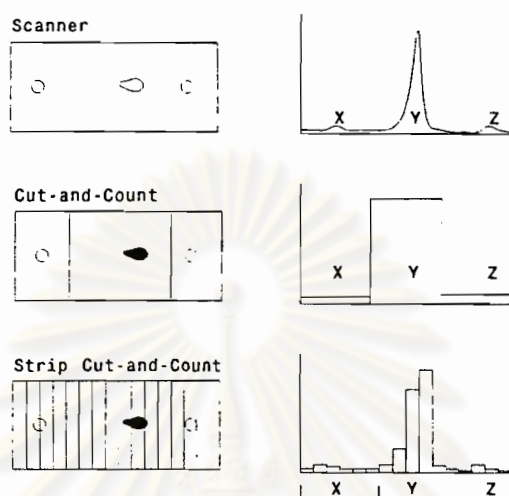 Scanner
X Y Z
Cut-and-Count
X Y Z
Strip Cut-and-Count
X Y Z